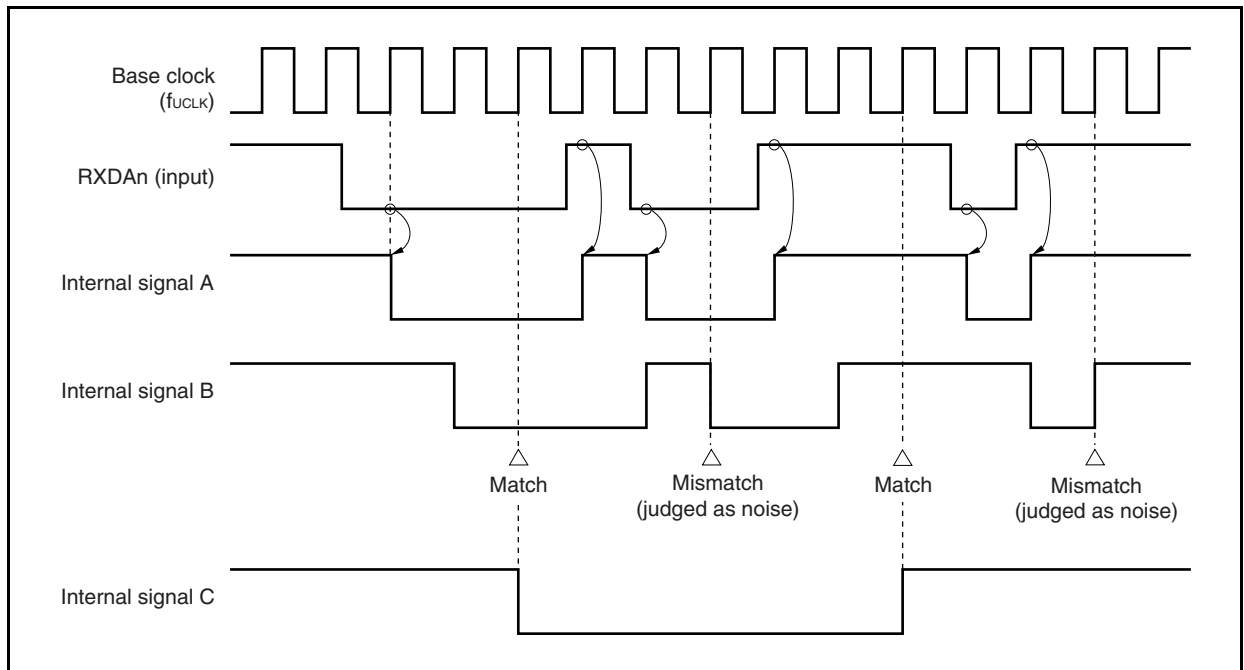 Base clock
(fUCLK)
RXDAn (input)
Internal signal A
Internal signal B
Match
Mismatch
(judged as noise)
Match
Mismatch
(judged as noise)
Internal signal C